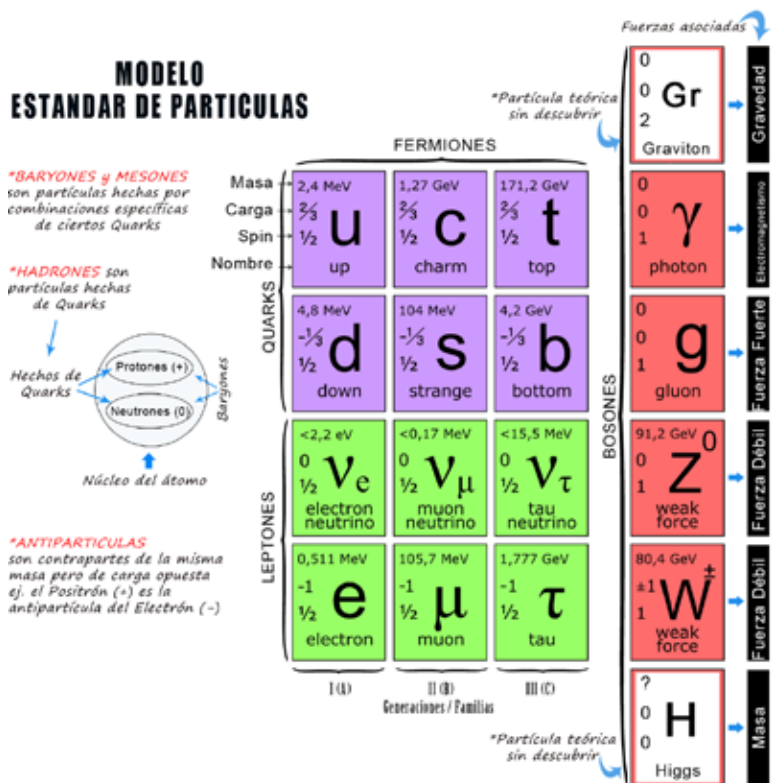 Fuerzas asociadas
MODELO
ESTANDAR DE PARTICULAS
*Partícula teórica
sin descubrir
0
0
2
Gr
Graviton
Gravedad
FERMIONES
*BARYONES y MESONES
son partículas hechas por
combinaciones específicas
de ciertos Quarks
*HADRONES son
partículas hechas
de Quarks
Hechos de
Quarks
Protones (+)
Neutrones (0)
Baryones
Núcleo del átomo
*ANTIPARTICULAS
son contrapartes de la misma
masa pero de carga opuesta
ej. el Positrón (+) es la
antipartícula del Electrón (-)
Masa
Carga
Spin
Nombre
QUARKS
2,4 MeV
⅔
½
u
up
1,27 GeV
⅔
½
c
charm
171,2 GeV
⅔
½
t
top
4,8 MeV
-⅓
½
d
down
104 MeV
-⅓
½
s
strange
4,2 GeV
-⅓
½
b
bottom
LEPTONES
<2,2 eV
0
½
νe
electron
neutrino
<0,17 MeV
0
½
νμ
muon
neutrino
<15,5 MeV
0
½
ντ
tau
neutrino
0,511 MeV
-1
½
e
electron
105,7 MeV
-1
½
μ
muon
1,777 GeV
-1
½
τ
tau
I (A)
II (B)
III (C)
Generaciones / Familias
BOSONES
0
0
1
γ
photon
Electromagnetismo
0
0
1
g
gluon
Fuerza Fuerte
91,2 GeV
0
1
Z0
weak
force
Fuerza Débil
80,4 GeV
±1
1
W±
weak
force
Fuerza Débil
*Partícula teórica
sin descubrir
?
0
0
H
Higgs
Masa